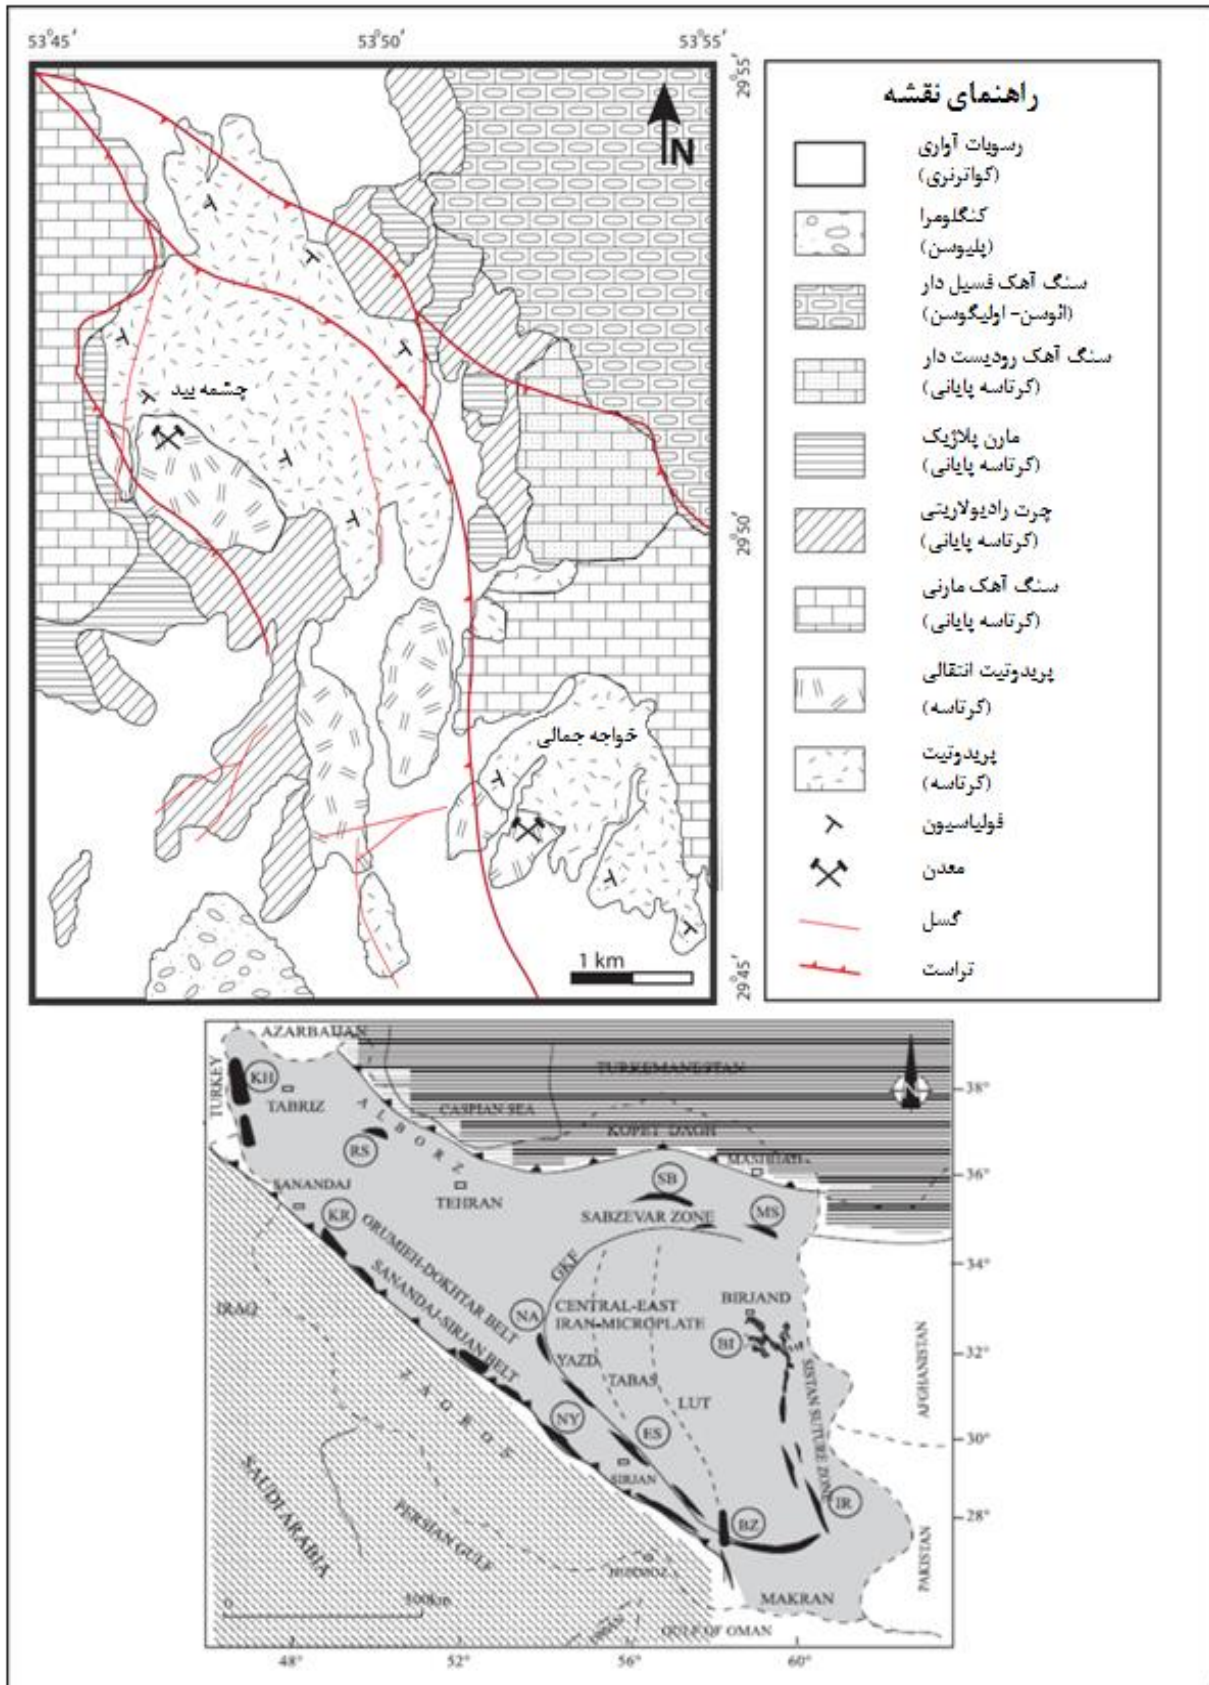 53°45′
53°50′
53°55′
29°55′
29°50′
29°45′
N
چشمه بید
خواجه جمالی
1 km
راهنمای نقشه
رسوبات آواری
(کواترنری)
کنگلومرا
(پلیوسن)
سنگ آهک فسیل دار
(ائوسن- اولیگوسن)
سنگ آهک رودیست دار
(کرتاسه پایانی)
مارن پلاژیک
(کرتاسه پایانی)
چرت رادیولاریتی
(کرتاسه پایانی)
سنگ آهک مارنی
(کرتاسه پایانی)
پریدوتیت انتقالی
(کرتاسه)
پریدوتیت
(کرتاسه)
فولیاسیون
معدن
گسل
تراست
AZARBAIJAN
TURKEY
KH
TABRIZ
ALBORZ
CASPIAN SEA
TURKEMANESTAN
KOPET DAGH
N
38°
RS
MASHHAD
36°
SANANDAJ
TEHRAN
SB
SABZEVAR ZONE
MS
KR
ORUMIEH-DOKHTAR BELT
SANANDAJ-SIRJAN BELT
GKF
34°
IRAQ
NA
CENTRAL-EAST
IRAN-MICROPLATE
BIRJAND
BI
AFGHANISTAN
32°
YAZD
TABAS
LUT
SISTAN SUTURE ZONE
ZAGROS
NY
ES
30°
SIRJAN
SAUDI ARABIA
PERSIAN GULF
BZ
IR
28°
PAKISTAN
HORMOZ
MAKRAN
0
300km
OMAN
GULF OF OMAN
48°
52°
56°
60°